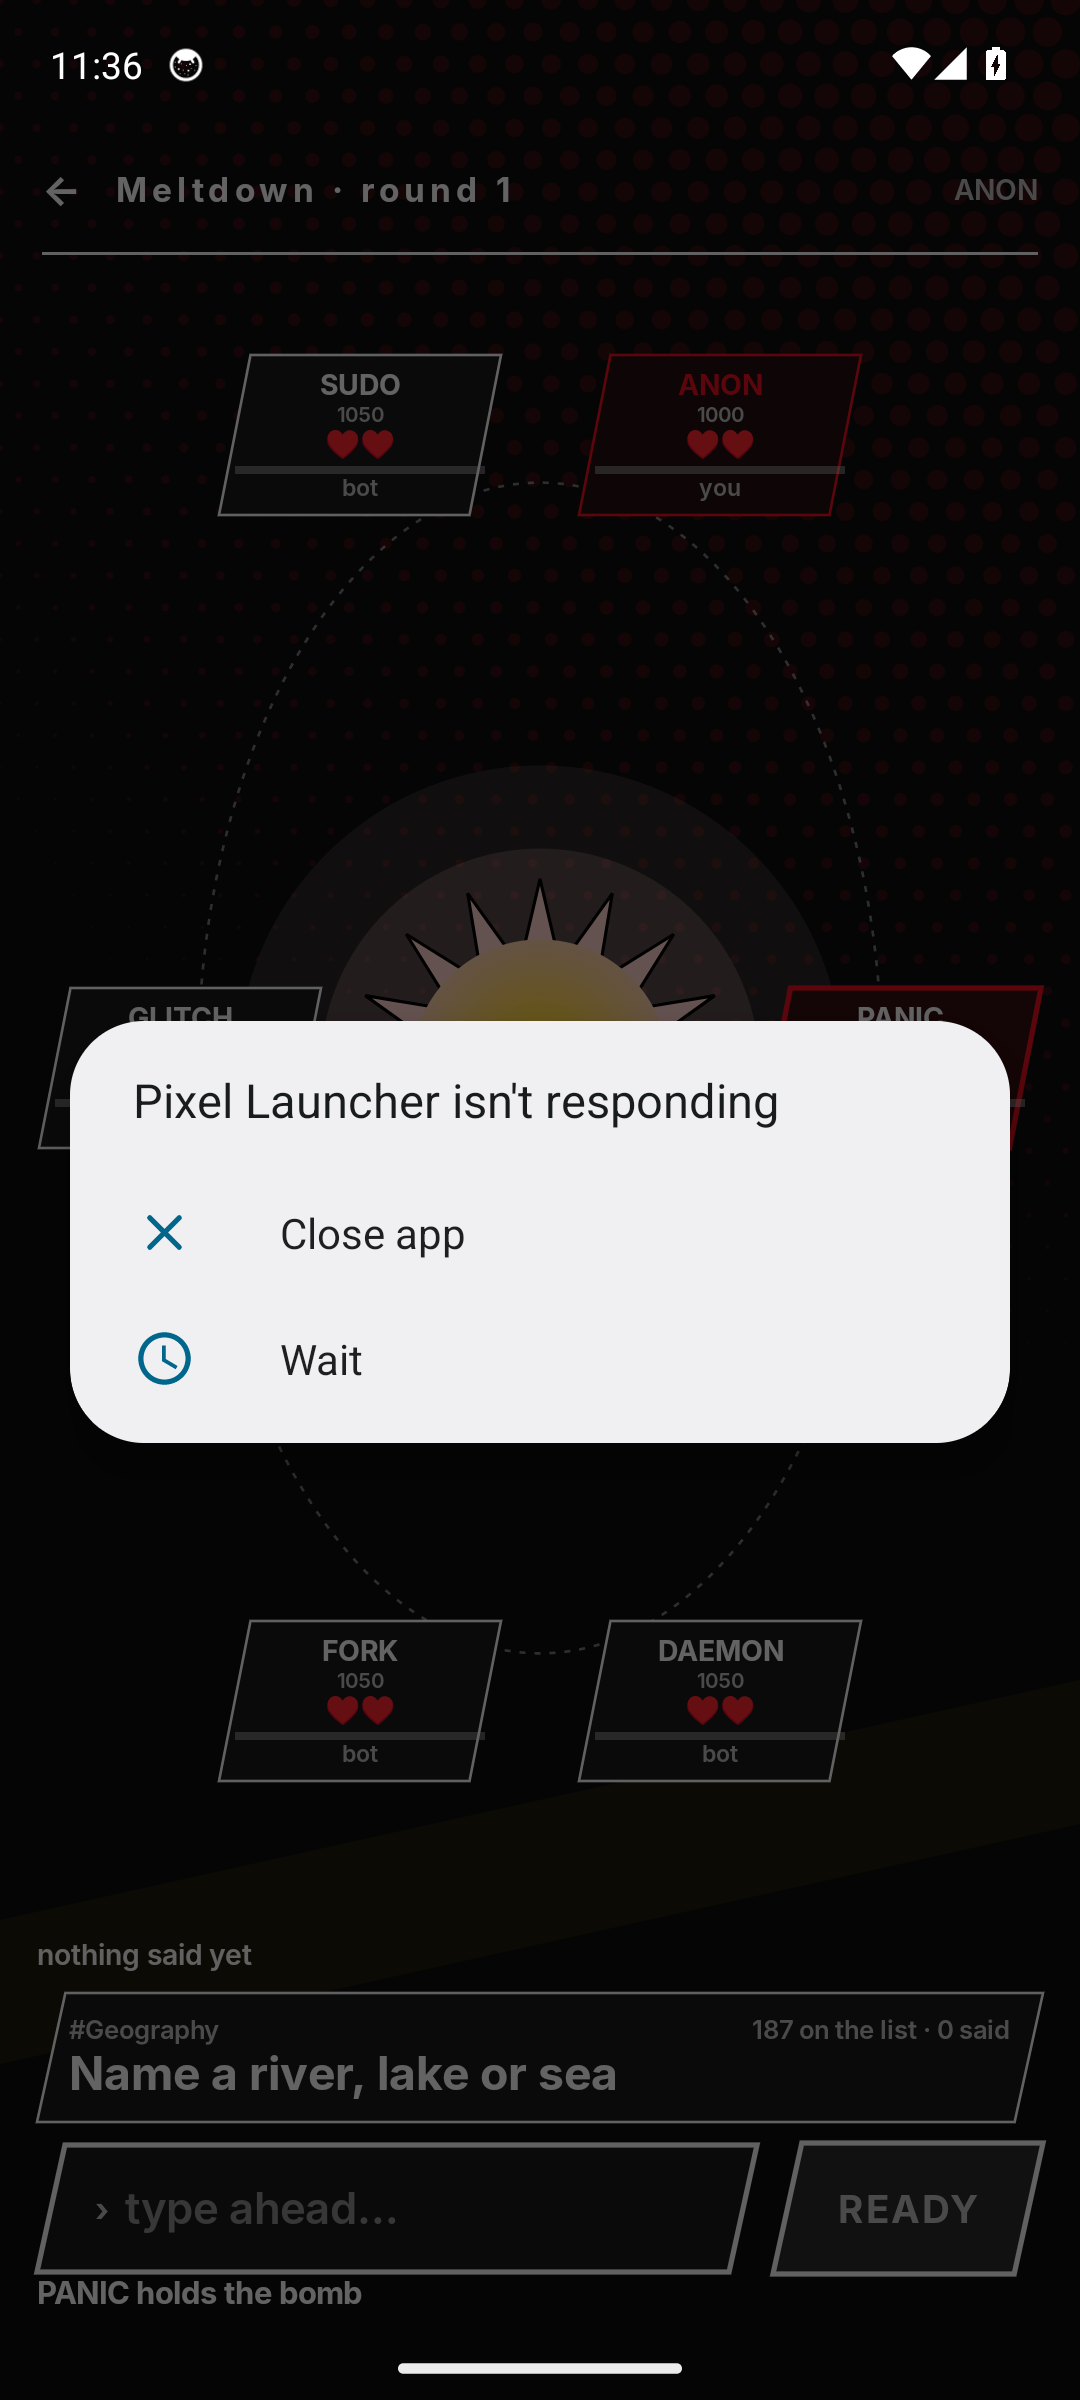 11:36
Meltdown · round 1
ANON
SUDO
1050
bot
ANON
1000
you
GLITCH
PANIC
Pixel Launcher isn't responding
Close app
Wait
FORK
1050
bot
DAEMON
1050
bot
nothing said yet
#Geography
187 on the list · 0 said
Name a river, lake or sea
› type ahead...
READY
PANIC holds the bomb